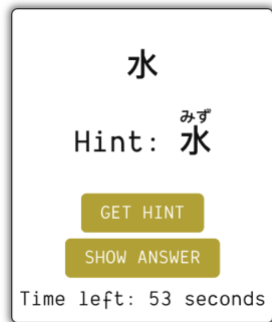 水
みず
Hint: 水
GET HINT
SHOW ANSWER
Time left: 53 seconds